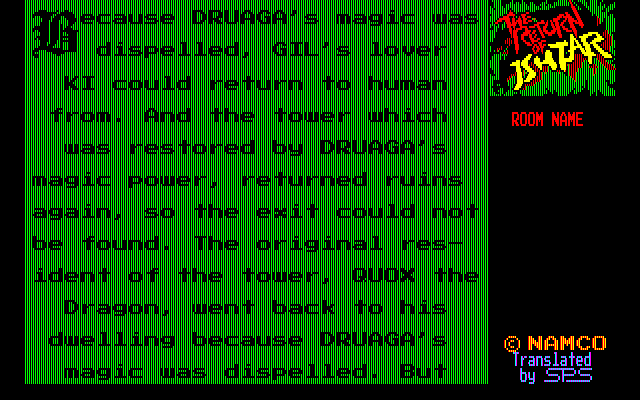 Because DRUAGA's magic was
dispelled, GIL's lover
KI could return to human
from. And the tower which
was restored by DRUAGA's
magic power, returned ruins
again, so the exit could not
be found. The original res-
ident of the tower, QUOX the
Dragon, went back to his
dwelling because DRUAGA's
magic was dispelled. But
THE RETURN OF ISHTAR
ROOM NAME
© NAMCO
Translated
by SPS